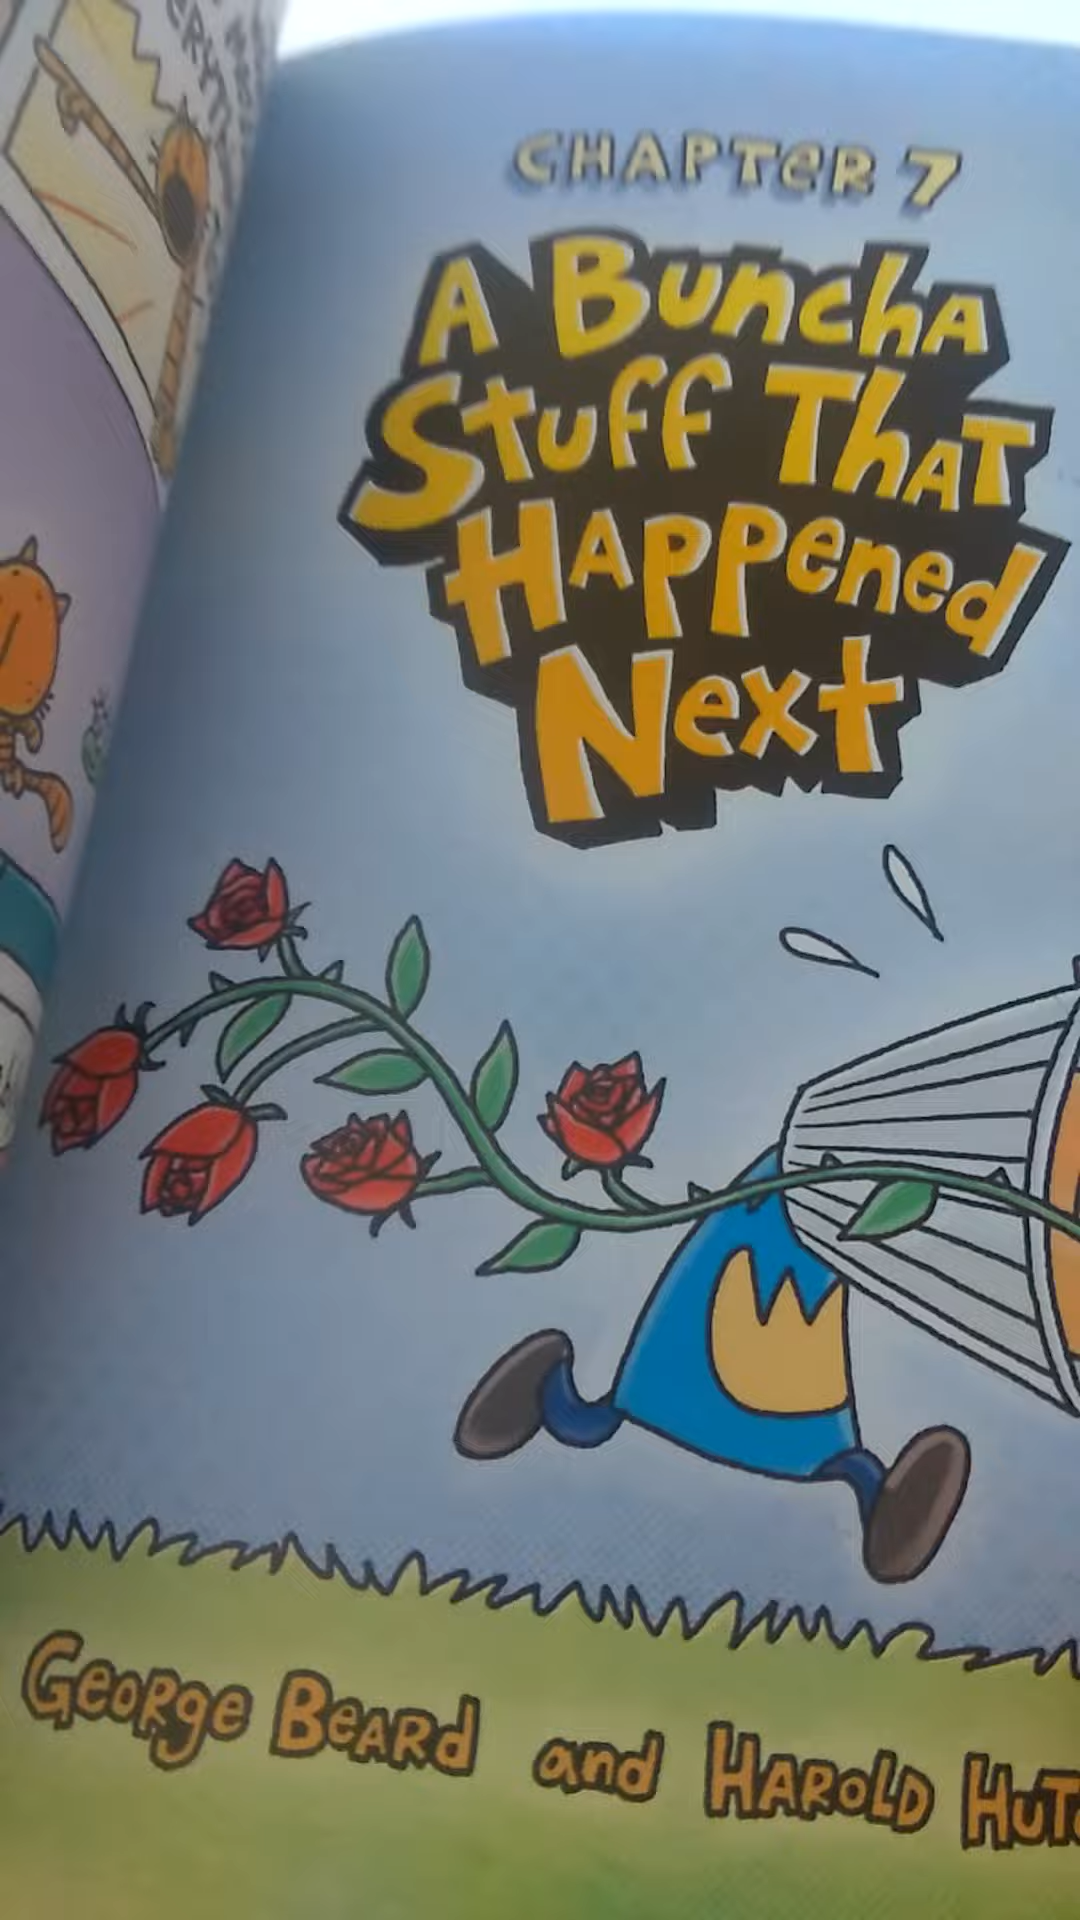 CHAPTER 7
A BUNCHA
STUFF THAT
HAPPENED
NEXT
GEORGE BEARD and HAROLD